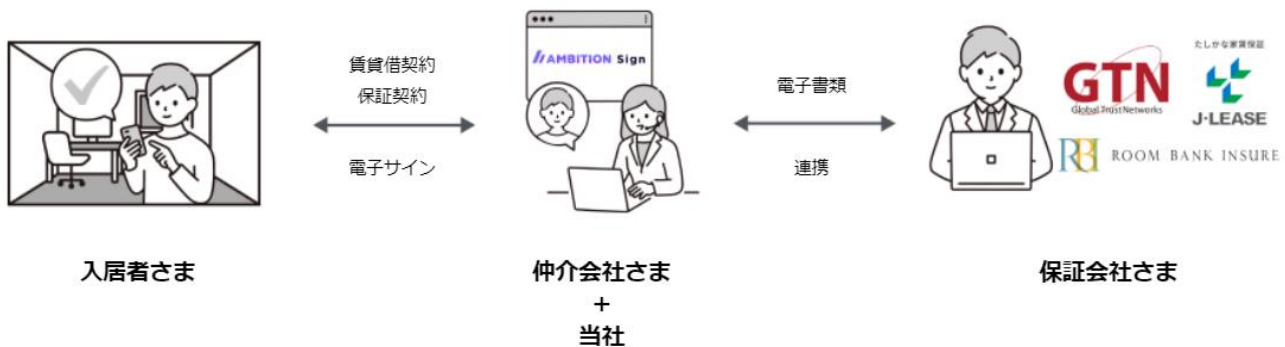 AMBITION Sign
賃貸借契約
保証契約
電子サイン
電子書類
連携
GTN
Global Trust Networks
たしかな家賃保証
J-LEASE
RBI ROOM BANK INSURE
入居者さま
仲介会社さま
+
当社
保証会社さま